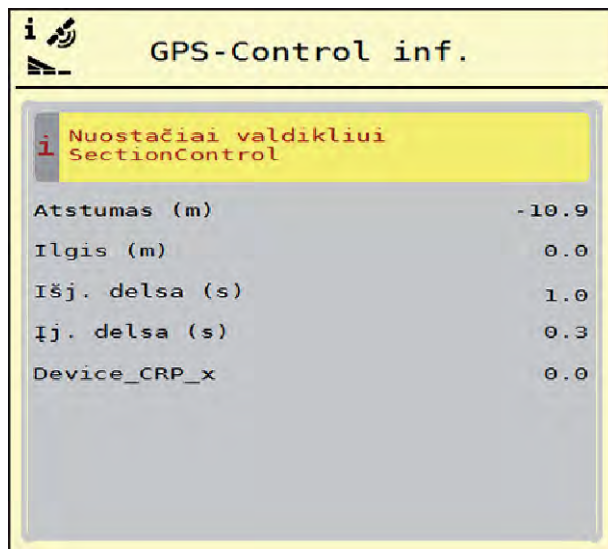 i
GPS-Control inf.
i Nuostačiai valdikliui
SectionControl
Atstumas (m) -10.9
Ilgis (m) 0.0
Išj. delsa (s) 1.0
Įj. delsa (s) 0.3
Device_CRP_x 0.0